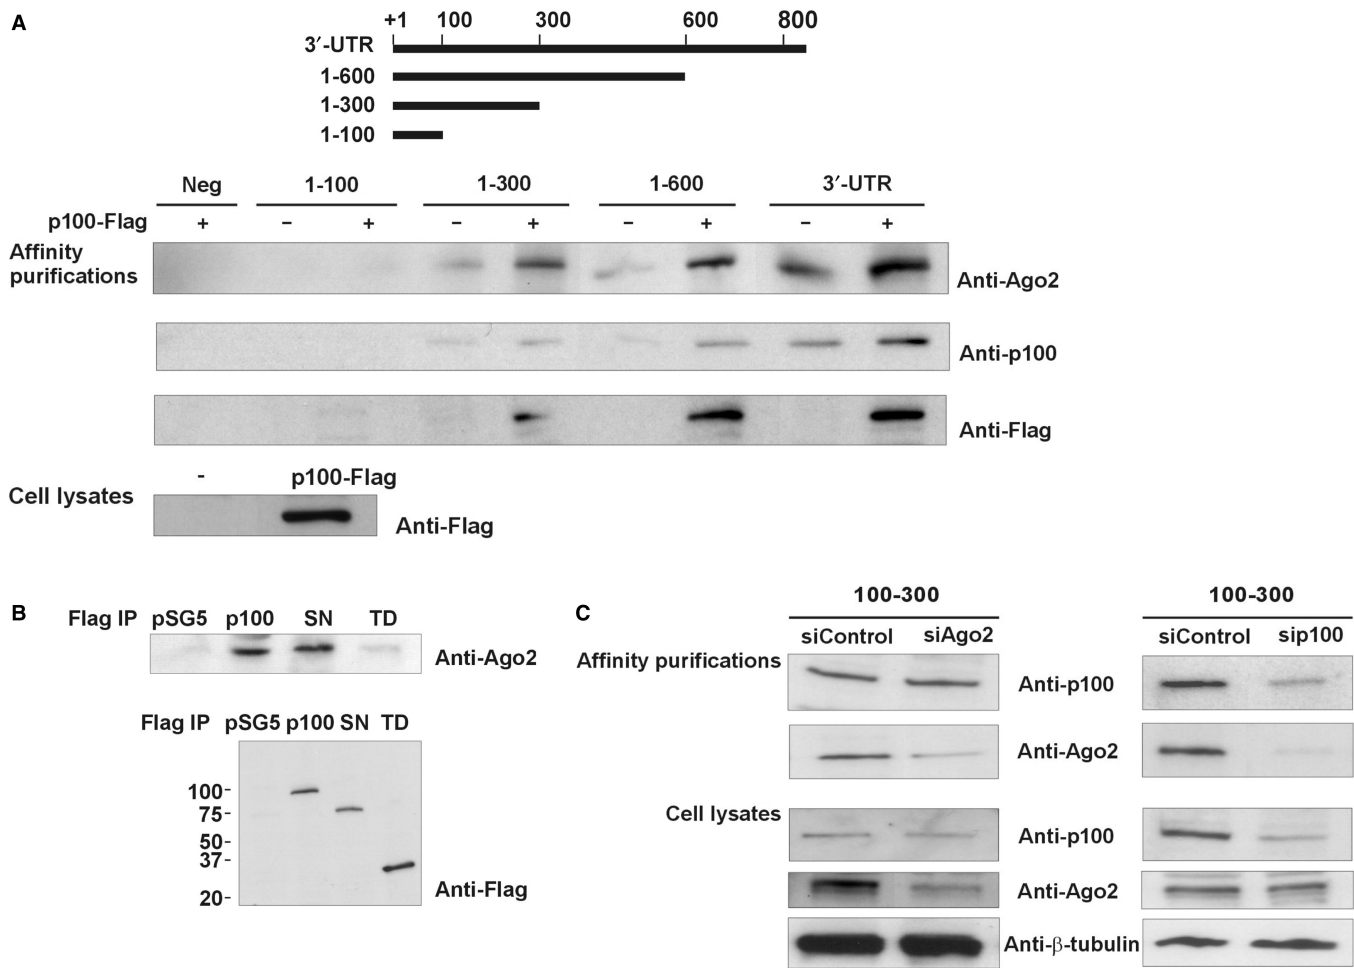 A
+1 100 300 600 800
3′-UTR
1-600
1-300
1-100
Neg 1-100 1-300 1-600 3′-UTR
p100-Flag + − + − + − + − +
Affinity
purifications
Anti-Ago2
Anti-p100
Anti-Flag
- p100-Flag
Cell lysates
Anti-Flag
B
Flag IP pSG5 p100 SN TD
Anti-Ago2
Flag IP pSG5 p100 SN TD
100-
75-
50-
37-
20-
Anti-Flag
C
100-300 100-300
siControl siAgo2 siControl sip100
Affinity purifications
Anti-p100
Anti-Ago2
Cell lysates
Anti-p100
Anti-Ago2
Anti-β-tubulin